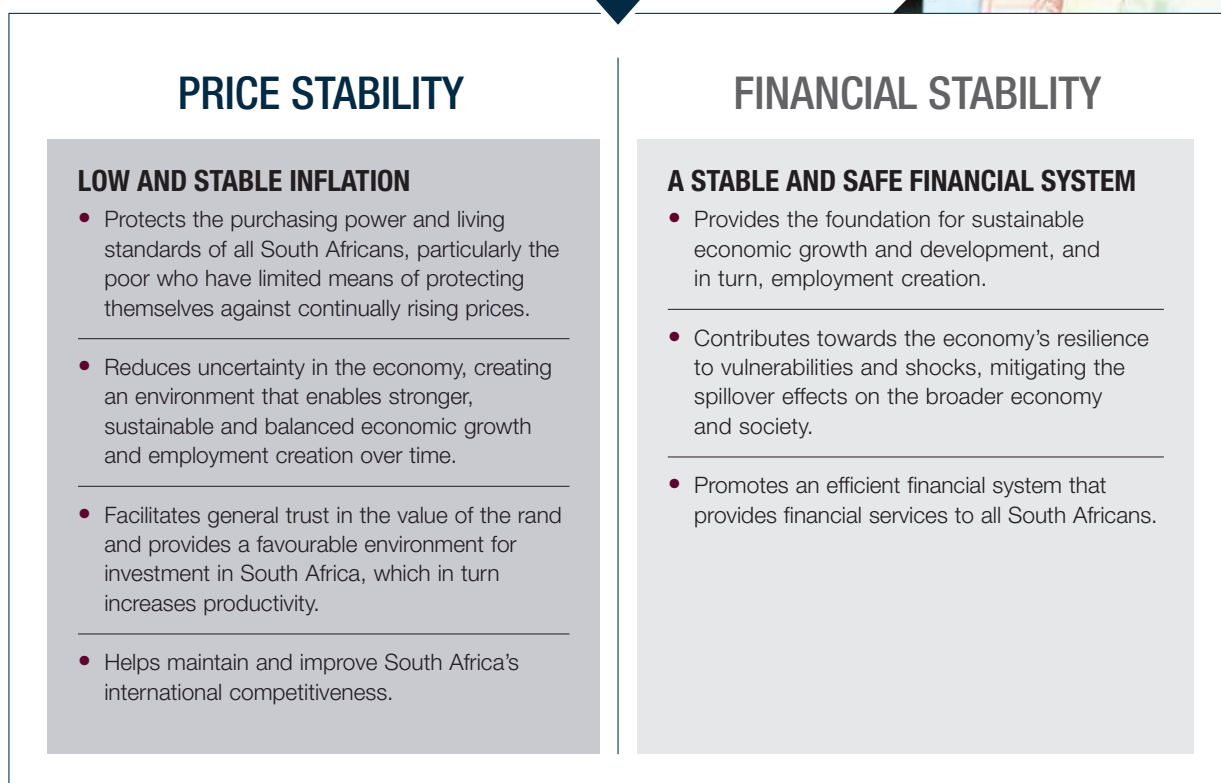 PRICE STABILITY
LOW AND STABLE INFLATION
• Protects the purchasing power and living
standards of all South Africans, particularly the
poor who have limited means of protecting
themselves against continually rising prices.
• Reduces uncertainty in the economy, creating
an environment that enables stronger,
sustainable and balanced economic growth
and employment creation over time.
• Facilitates general trust in the value of the rand
and provides a favourable environment for
investment in South Africa, which in turn
increases productivity.
• Helps maintain and improve South Africa’s
international competitiveness.
FINANCIAL STABILITY
A STABLE AND SAFE FINANCIAL SYSTEM
• Provides the foundation for sustainable
economic growth and development, and
in turn, employment creation.
• Contributes towards the economy’s resilience
to vulnerabilities and shocks, mitigating the
spillover effects on the broader economy
and society.
• Promotes an efficient financial system that
provides financial services to all South Africans.